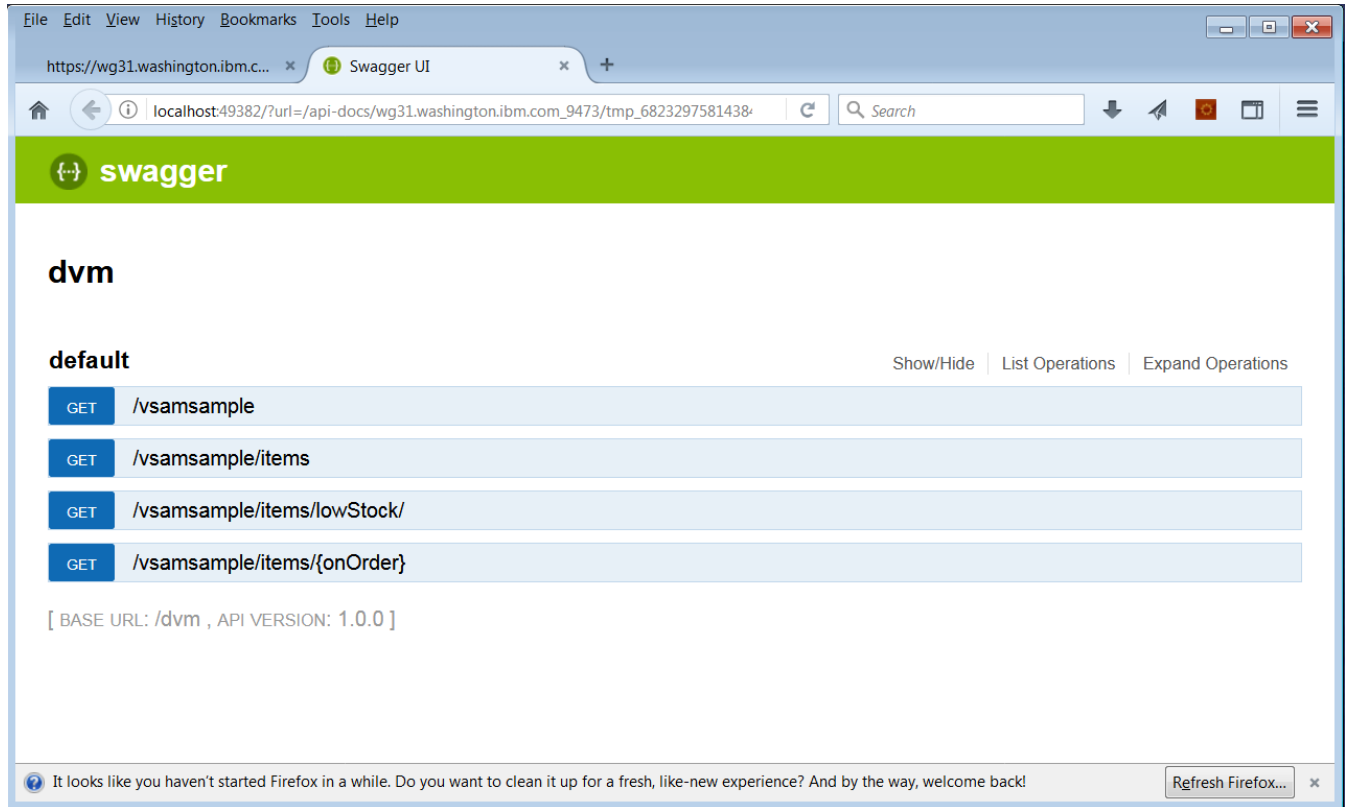 File Edit View History Bookmarks Tools Help
https://wg31.washington.ibm.c... × Swagger UI × +
localhost:49382/?url=/api-docs/wg31.washington.ibm.com_9473/tmp_6823297581438 Search
{···} swagger
dvm
default Show/Hide List Operations Expand Operations
GET /vsamsample
GET /vsamsample/items
GET /vsamsample/items/lowStock/
GET /vsamsample/items/{onOrder}
[ BASE URL: /dvm , API VERSION: 1.0.0 ]
It looks like you haven't started Firefox in a while. Do you want to clean it up for a fresh, like-new experience? And by the way, welcome back! Refresh Firefox... ×